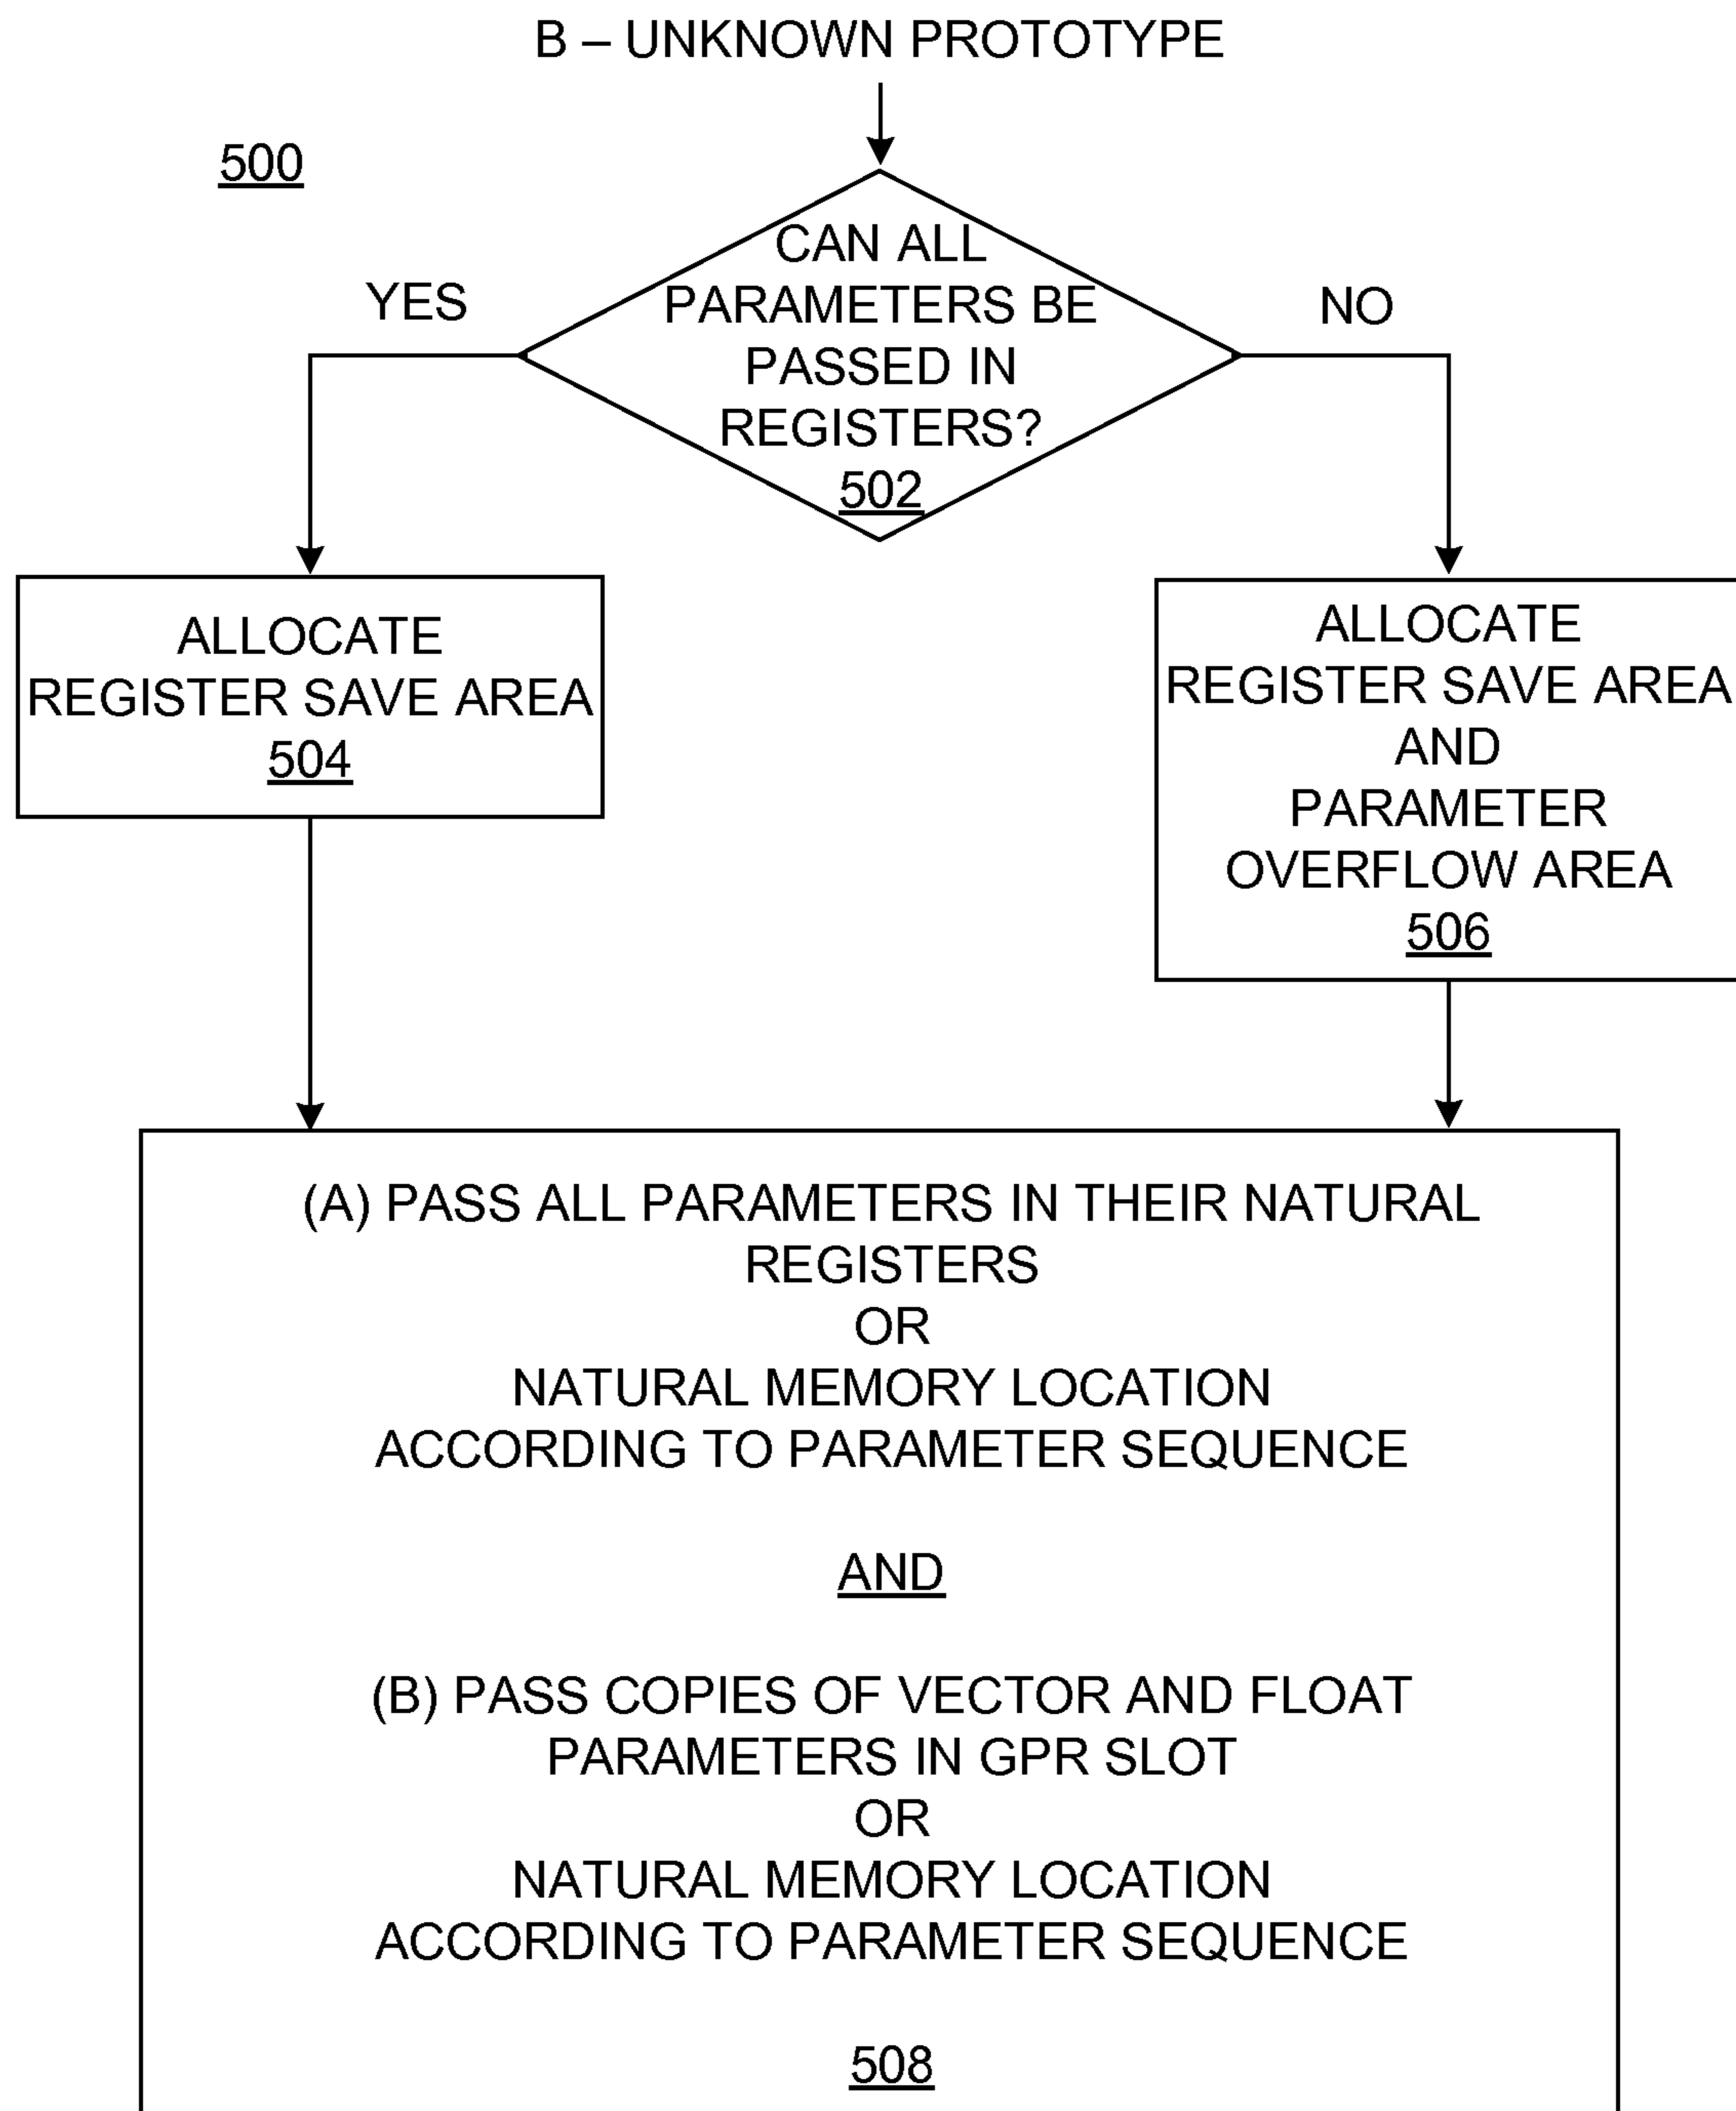 B – UNKNOWN PROTOTYPE
500
CAN ALL
PARAMETERS BE
PASSED IN
REGISTERS?
502
YES
NO
ALLOCATE
REGISTER SAVE AREA
504
ALLOCATE
REGISTER SAVE AREA
AND
PARAMETER
OVERFLOW AREA
506
(A) PASS ALL PARAMETERS IN THEIR NATURAL
REGISTERS
OR
NATURAL MEMORY LOCATION
ACCORDING TO PARAMETER SEQUENCE
AND
(B) PASS COPIES OF VECTOR AND FLOAT
PARAMETERS IN GPR SLOT
OR
NATURAL MEMORY LOCATION
ACCORDING TO PARAMETER SEQUENCE
508